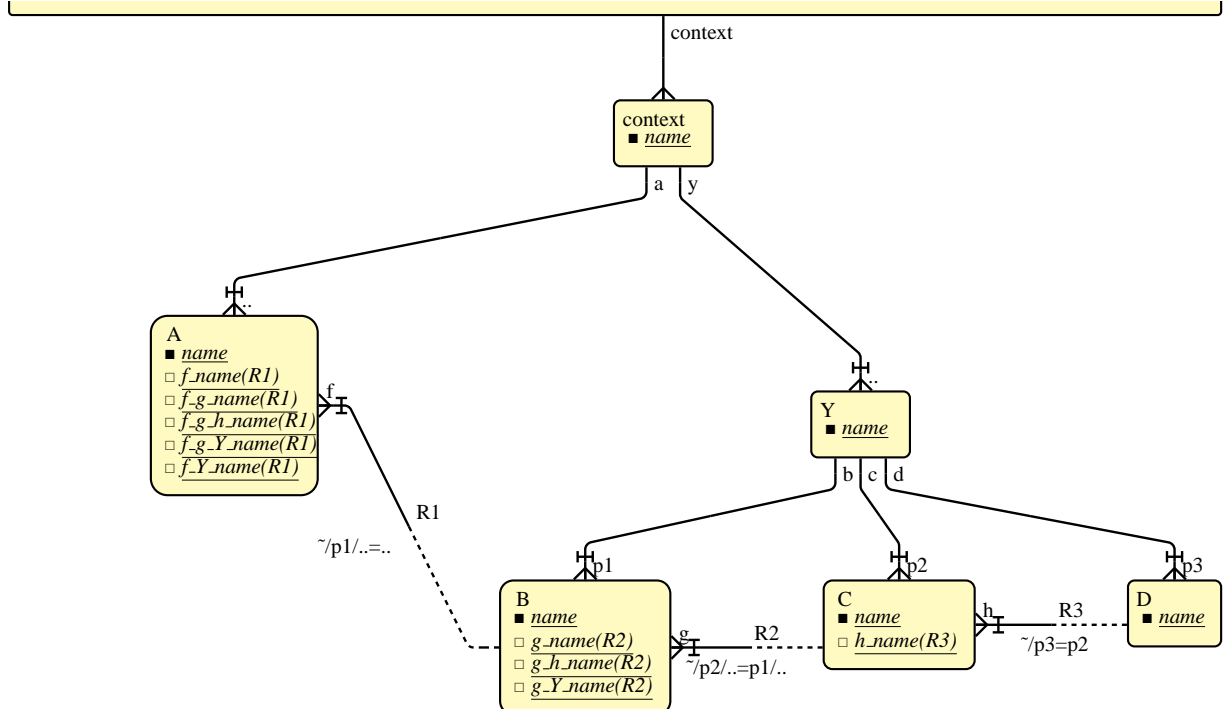 context
context
■ name
a
y
..
A
■ name
□ f_name(R1)
□ f_g_name(R1)
□ f_g_h_name(R1)
□ f_g_Y_name(R1)
□ f_Y_name(R1)
f
..
Y
■ name
b
c
d
R1
~/p1/..=..
p1
p2
p3
B
■ name
□ g_name(R2)
□ g_h_name(R2)
□ g_Y_name(R2)
g
R2
~/p2/..=p1/..
C
■ name
□ h_name(R3)
h
R3
~/p3=p2
D
■ name